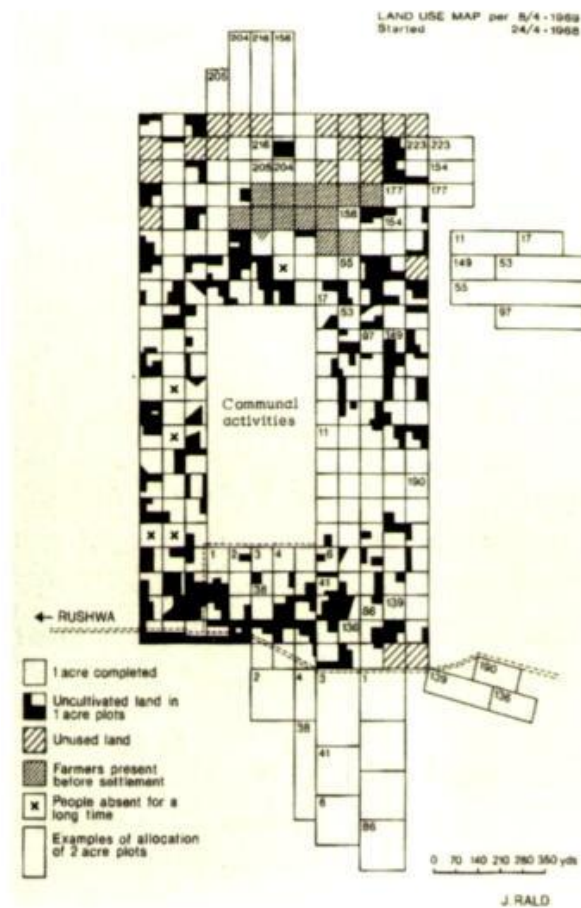 LAND USE MAP per 8/4-1969
Started 24/4-1968
204 216 156
205
216
223 223
205 204
154
177 177
156
154
11 17
149 53
55
97
55
17
53
97 149
Communal
activities
11
190
1 2 3 4 6
41
38
86 139
136
← RUSHWA
2 4 3 1
190
139
136
38
41
6
86
1 acre completed
Uncultivated land in
1 acre plots
Unused land
Farmers present
before settlement
x People absent for a
long time
Examples of allocation
of 2 acre plots
0 70 140 210 280 350 yds
J. RALD